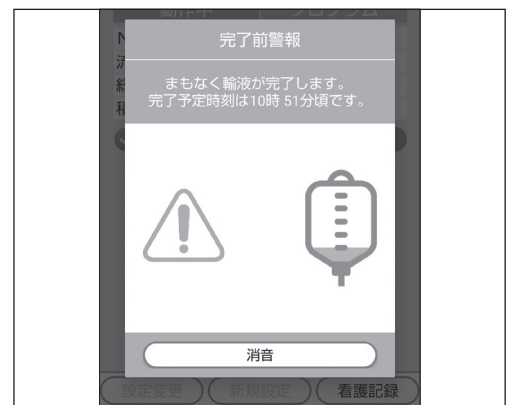 動作中 プログラム
完了前警報
まもなく輸液が完了します。
完了予定時刻は10時 51分頃です。
消音
設定変更 新規設定 看護記録